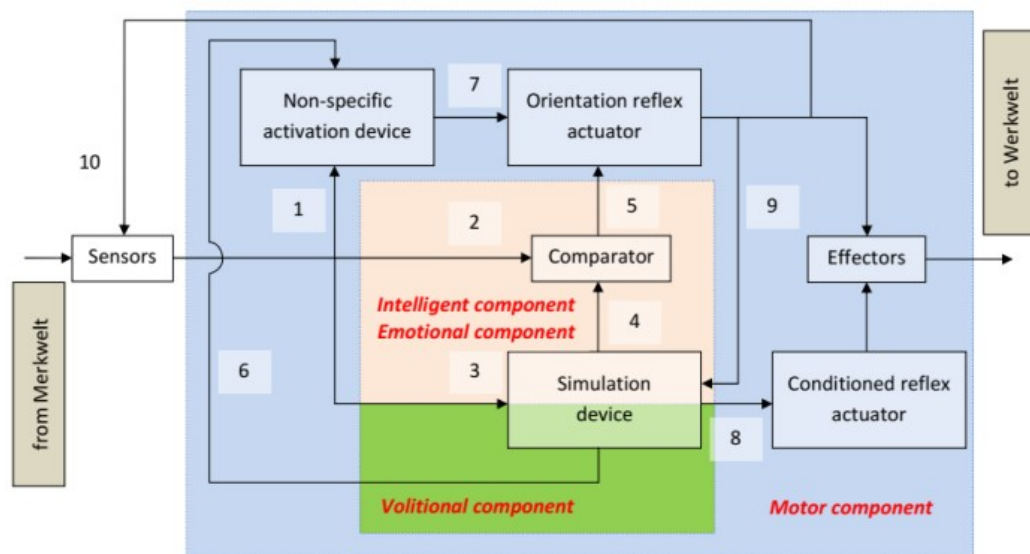 Non-specific
activation device
7
Orientation reflex
actuator
to Werkwelt
10
1
2
5
9
Sensors
Comparator
Effectors
Intelligent component
Emotional component
4
from Merkwelt
6
3
Simulation
device
8
Conditioned reflex
actuator
Volitional component
Motor component